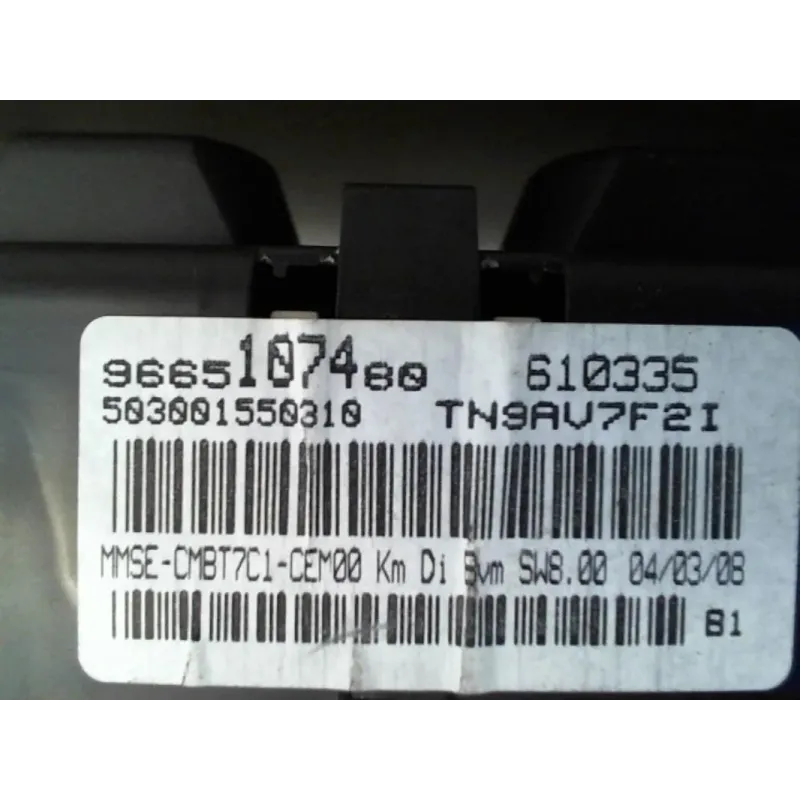 9665107480 610335
503001550310 TN9AV7F2I
MMSE-CMBT7C1-CEM00 Km Di Bvm SW8.00 04/03/08
B1